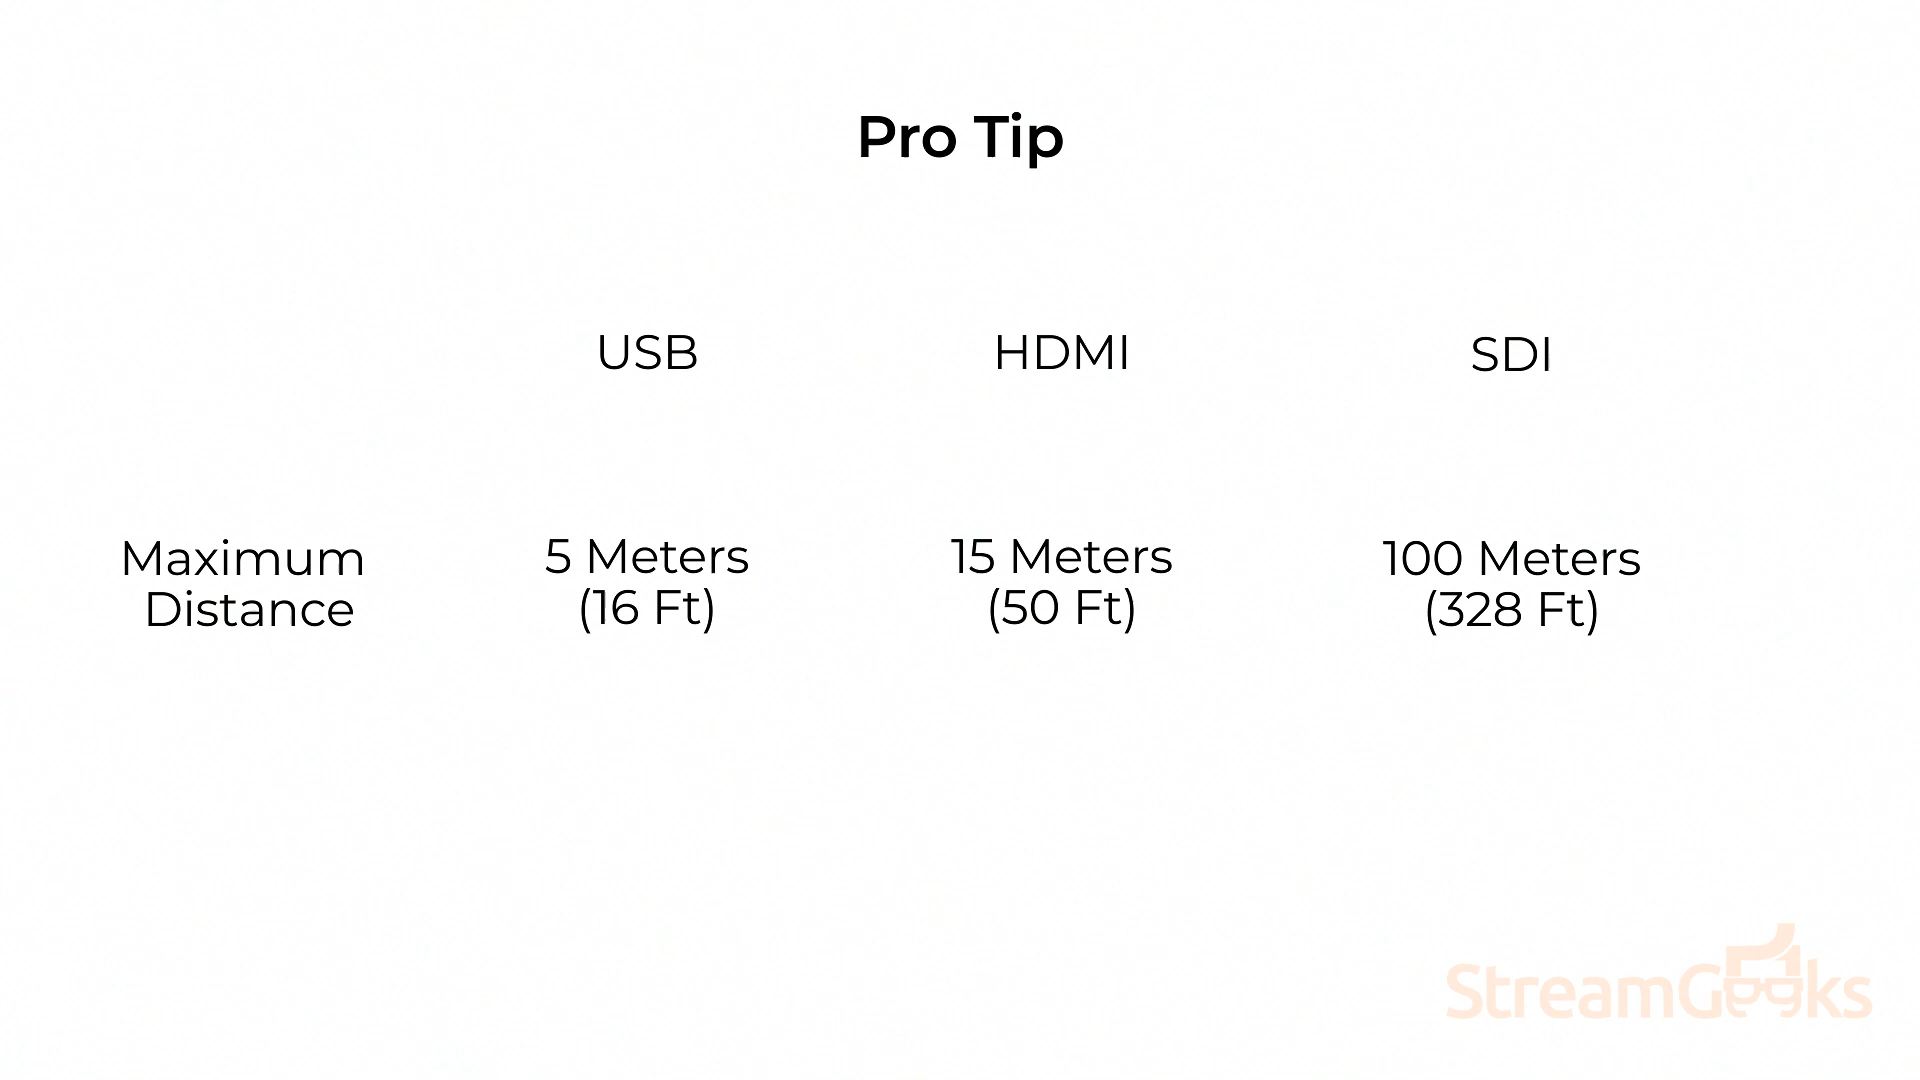 Pro Tip
USB
HDMI
SDI
Maximum
Distance
5 Meters
(16 Ft)
15 Meters
(50 Ft)
100 Meters
(328 Ft)
StreamGeeks